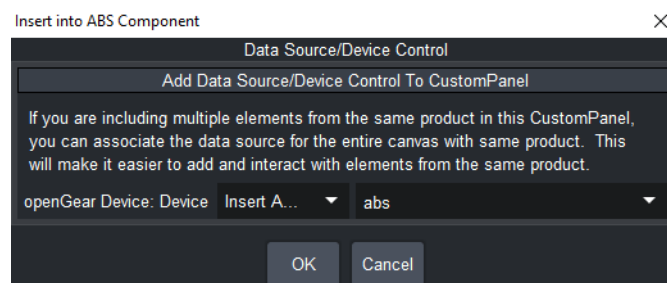 Insert into ABS Component
Data Source/Device Control
Add Data Source/Device Control To CustomPanel
If you are including multiple elements from the same product in this CustomPanel,
you can associate the data source for the entire canvas with same product. This
will make it easier to add and interact with elements from the same product.
openGear Device: Device Insert A... abs
OK Cancel